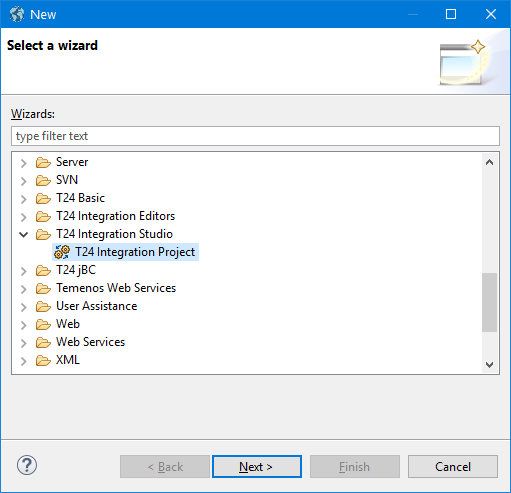 New
Select a wizard
Wizards:
type filter text
Server
SVN
T24 Basic
T24 Integration Editors
T24 Integration Studio
T24 Integration Project
T24 jBC
Temenos Web Services
User Assistance
Web
Web Services
XML
?
< Back Next > Finish Cancel